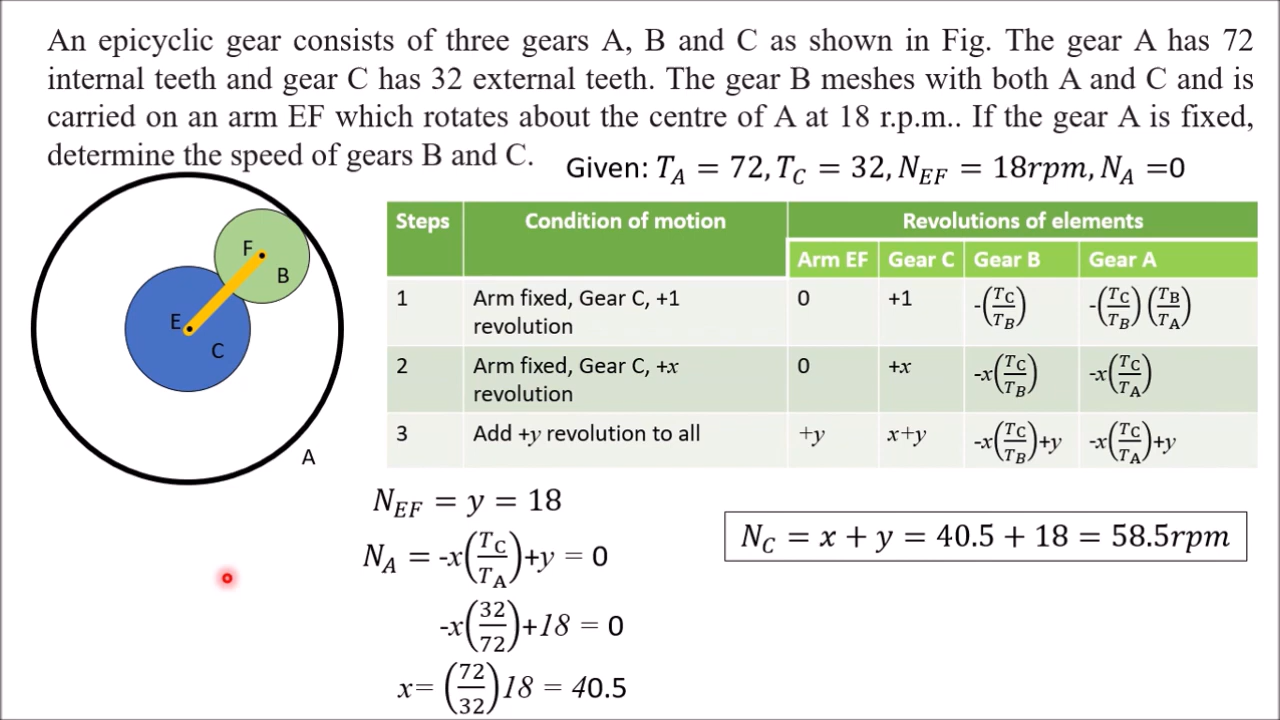 An epicyclic gear consists of three gears A, B and C as shown in Fig. The gear A has 72
internal teeth and gear C has 32 external teeth. The gear B meshes with both A and C and is
carried on an arm EF which rotates about the centre of A at 18 r.p.m.. If the gear A is fixed,
determine the speed of gears B and C.
Given: T_A = 72, T_C = 32, N_EF = 18rpm, N_A =0
F
B
E
C
A
Steps Condition of motion Revolutions of elements
Arm EF Gear C Gear B Gear A
1 Arm fixed, Gear C, +1 revolution 0 +1 -(T_C/T_B) -(T_C/T_B)(T_B/T_A)
2 Arm fixed, Gear C, +x revolution 0 +x -x(T_C/T_B) -x(T_C/T_A)
3 Add +y revolution to all +y x+y -x(T_C/T_B)+y -x(T_C/T_A)+y
N_EF = y = 18
N_A = -x(T_C/T_A)+y = 0
-x(32/72)+18 = 0
x= (72/32)18 = 40.5
N_C = x + y = 40.5 + 18 = 58.5rpm